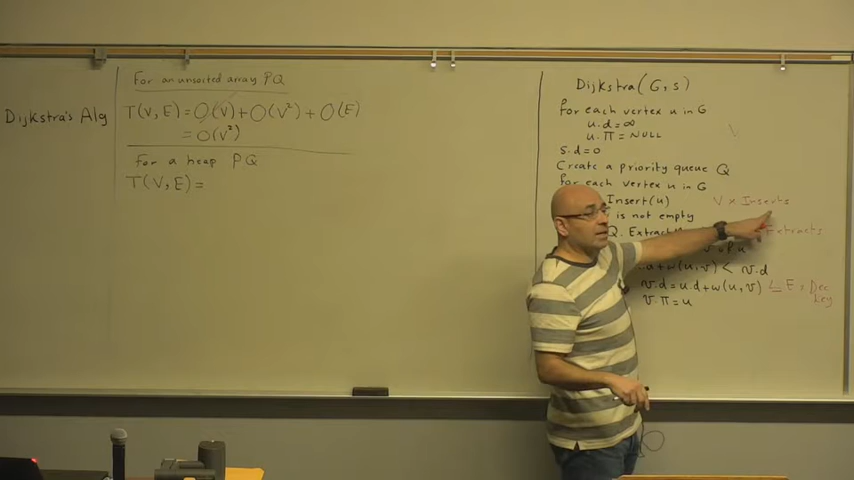 Dijkstra's Alg
For an unsorted array PQ
T(V,E) = O(V) + O(V²) + O(E)
= O(V²)
For a heap PQ
T(V,E) =
Dijkstra(G,s)
For each vertex u in G
u.d = ∞
u.π = NULL
V
s.d = 0
Create a priority queue Q
for each vertex u in G
Insert(u) V × Inserts
is not empty
Q. Extract Extracts
u
+ w(u,v) < v.d
v.d = u.d + w(u,v) ≤ E × Dec key
v.π = u